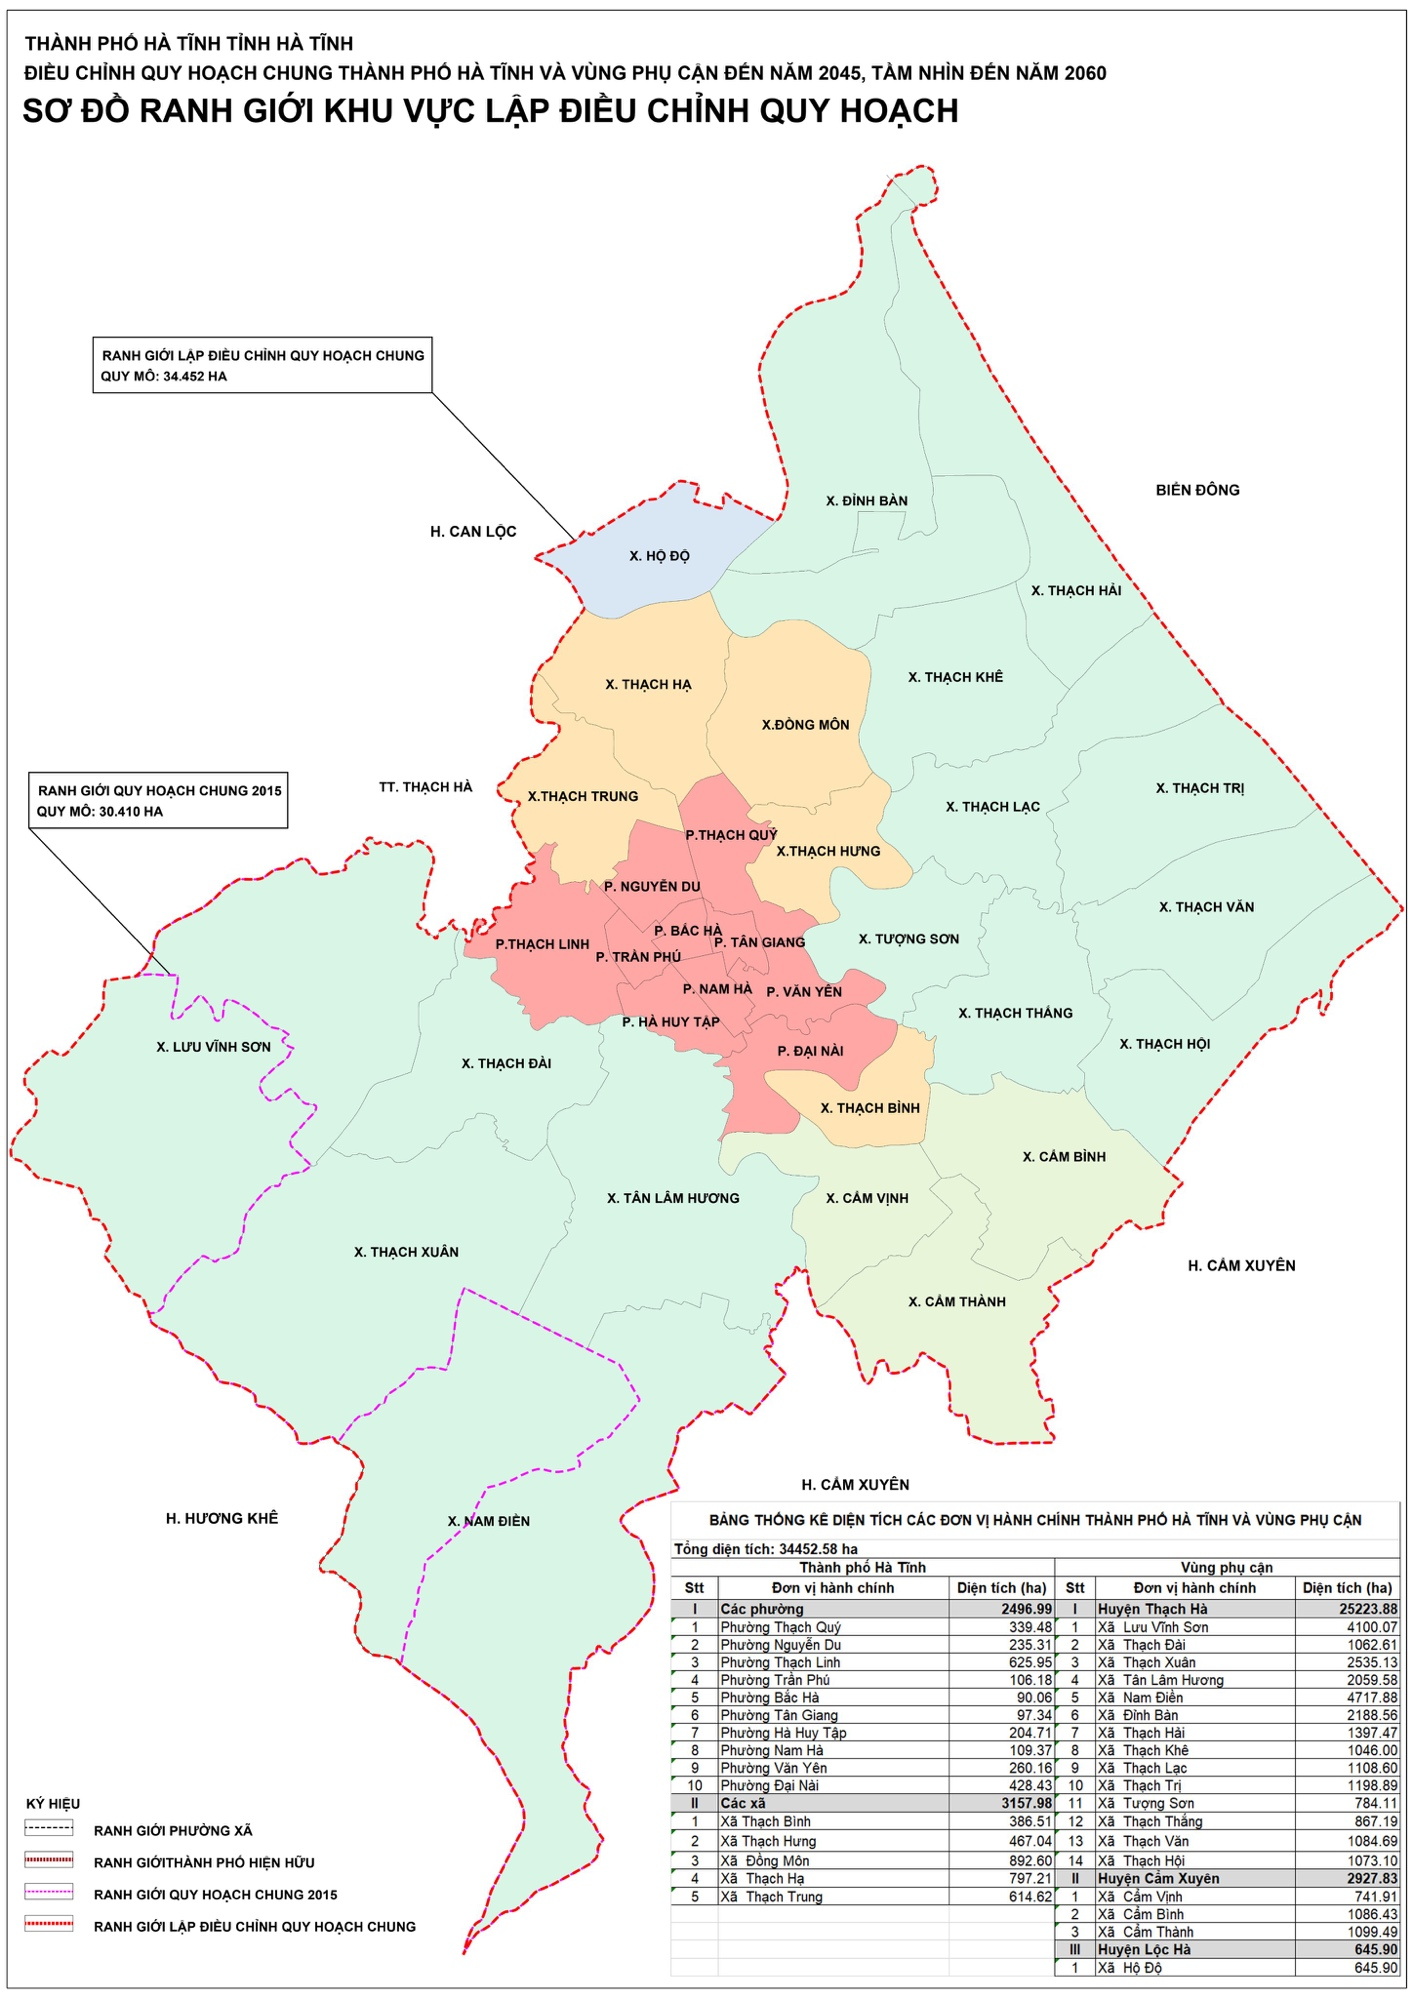 THÀNH PHỐ HÀ TĨNH TỈNH HÀ TĨNH
ĐIỀU CHỈNH QUY HOẠCH CHUNG THÀNH PHỐ HÀ TĨNH VÀ VÙNG PHỤ CẬN ĐẾN NĂM 2045, TẦM NHÌN ĐẾN NĂM 2060
SƠ ĐỒ RANH GIỚI KHU VỰC LẬP ĐIỀU CHỈNH QUY HOẠCH
RANH GIỚI LẬP ĐIỀU CHỈNH QUY HOẠCH CHUNG
QUY MÔ: 34.452 HA
BIỂN ĐÔNG
X. ĐỈNH BÀN
H. CAN LỘC
X. HỘ ĐỘ
X. THẠCH HẢI
X. THẠCH KHÊ
X. THẠCH HẠ
X.ĐỒNG MÔN
TT. THẠCH HÀ
X. THẠCH TRỊ
RANH GIỚI QUY HOẠCH CHUNG 2015
QUY MÔ: 30.410 HA
X.THẠCH TRUNG
X. THẠCH LẠC
P.THẠCH QUÝ
X.THẠCH HƯNG
P. NGUYỄN DU
X. THẠCH VĂN
P. BẮC HÀ
P. TÂN GIANG
X. TƯỢNG SƠN
P.THẠCH LINH
P. TRẦN PHÚ
P. NAM HÀ
P. VĂN YÊN
X. THẠCH THẮNG
P. HÀ HUY TẬP
X. THẠCH HỘI
X. LƯU VĨNH SƠN
P. ĐẠI NÀI
X. THẠCH ĐÀI
X. THẠCH BÌNH
X. CẨM BÌNH
X. TÂN LÂM HƯƠNG
X. CẨM VỊNH
X. THẠCH XUÂN
H. CẨM XUYÊN
X. CẨM THÀNH
H. CẨM XUYÊN
H. HƯƠNG KHÊ
X. NAM ĐIỀN
BẢNG THỐNG KÊ DIỆN TÍCH CÁC ĐƠN VỊ HÀNH CHÍNH THÀNH PHỐ HÀ TĨNH VÀ VÙNG PHỤ CẬN
Tổng diện tích: 34452.58 ha
Thành phố Hà Tĩnh Vùng phụ cận
Stt Đơn vị hành chính Diện tích (ha) Stt Đơn vị hành chính Diện tích (ha)
I Các phường 2496.99 I Huyện Thạch Hà 25223.88
1 Phường Thạch Quý 339.48 1 Xã Lưu Vĩnh Sơn 4100.07
2 Phường Nguyễn Du 235.31 2 Xã Thạch Đài 1062.61
3 Phường Thạch Linh 625.95 3 Xã Thạch Xuân 2535.13
4 Phường Trần Phú 106.18 4 Xã Tân Lâm Hương 2059.58
5 Phường Bắc Hà 90.06 5 Xã Nam Điền 4717.88
6 Phường Tân Giang 97.34 6 Xã Đỉnh Bàn 2188.56
7 Phường Hà Huy Tập 204.71 7 Xã Thạch Hải 1397.47
8 Phường Nam Hà 109.37 8 Xã Thạch Khê 1046.00
9 Phường Văn Yên 260.16 9 Xã Thạch Lạc 1108.60
10 Phường Đại Nài 428.43 10 Xã Thạch Trị 1198.89
II Các xã 3157.98 11 Xã Tượng Sơn 784.11
1 Xã Thạch Bình 386.51 12 Xã Thạch Thắng 867.19
2 Xã Thạch Hưng 467.04 13 Xã Thạch Văn 1084.69
3 Xã Đồng Môn 892.60 14 Xã Thạch Hội 1073.10
4 Xã Thạch Hạ 797.21 II Huyện Cẩm Xuyên 2927.83
5 Xã Thạch Trung 614.62 1 Xã Cẩm Vịnh 741.91
2 Xã Cẩm Bình 1086.43
3 Xã Cẩm Thành 1099.49
III Huyện Lộc Hà 645.90
1 Xã Hộ Độ 645.90
KÝ HIỆU
RANH GIỚI PHƯỜNG XÃ
RANH GIỚITHÀNH PHỐ HIỆN HỮU
RANH GIỚI QUY HOẠCH CHUNG 2015
RANH GIỚI LẬP ĐIỀU CHỈNH QUY HOẠCH CHUNG